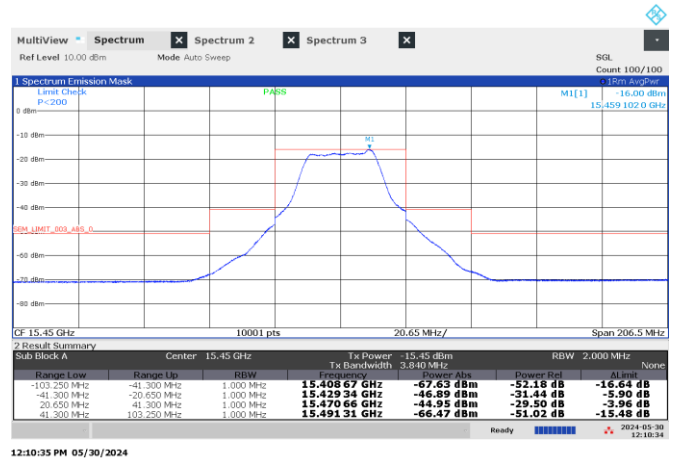 MultiView Spectrum X Spectrum 2 X Spectrum 3 X
Ref Level 10.00 dBm Mode Auto Sweep SGL
Count 100/100
1 Spectrum Emission Mask 1Rm AvgPwr
Limit Check PASS M1[1] -16.00 dBm
P<200 15.459 102 0 GHz
0 dBm
M1
-10 dBm
-20 dBm
-30 dBm
-40 dBm
SEM_LIMIT_003_ABS_0
-60 dBm
-70 dBm
-80 dBm
CF 15.45 GHz 10001 pts 20.65 MHz/ Span 206.5 MHz
2 Result Summary
Sub Block A Center 15.45 GHz Tx Power -15.45 dBm RBW 2.000 MHz
Tx Bandwidth 3.840 MHz None
Range Low Range Up RBW Frequency Power Abs Power Rel ΔLimit
-103.250 MHz -41.300 MHz 1.000 MHz 15.408 67 GHz -67.63 dBm -52.18 dB -16.64 dB
-41.300 MHz -20.650 MHz 1.000 MHz 15.429 34 GHz -46.89 dBm -31.44 dB -5.90 dB
20.650 MHz 41.300 MHz 1.000 MHz 15.470 66 GHz -44.95 dBm -29.50 dB -3.96 dB
41.300 MHz 103.250 MHz 1.000 MHz 15.491 31 GHz -66.47 dBm -51.02 dB -15.48 dB
Ready 2024-05-30
12:10:34
12:10:35 PM 05/30/2024